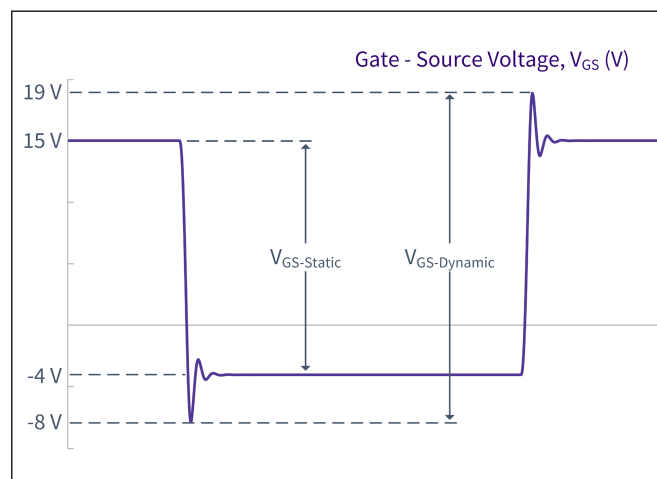 Gate - Source Voltage, VGS (V)
19 V
15 V
VGS-Static
VGS-Dynamic
-4 V
-8 V